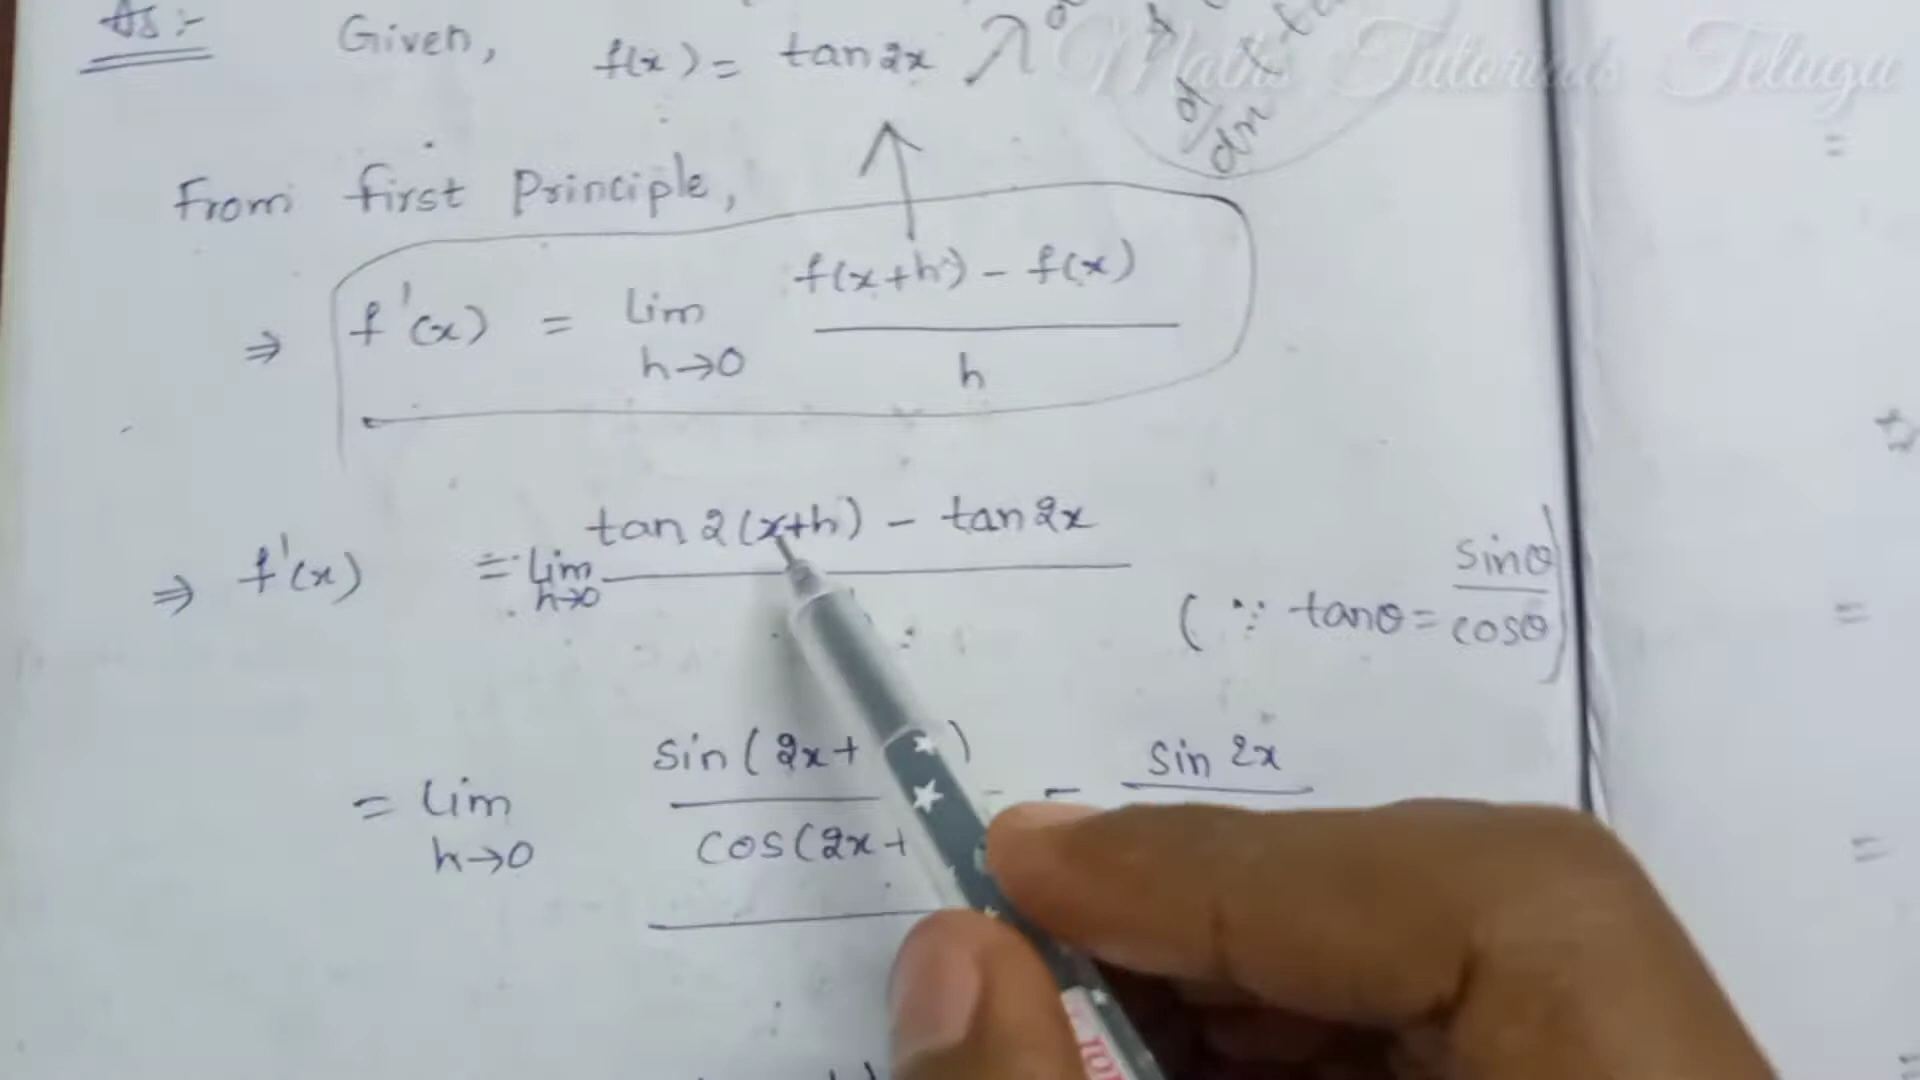 As :- Given, f(x) = tan 2x
Maths Tutorials Telugu
d/dx
From first Principle,
⇒ f'(x) = lim h→0 f(x+h) - f(x) / h
⇒ f'(x) = lim h→0 tan 2(x+h) - tan 2x
(∵ tanθ = sinθ / cosθ)
= lim h→0 sin(2x+ ) / cos(2x+ - sin 2x
=
=
=